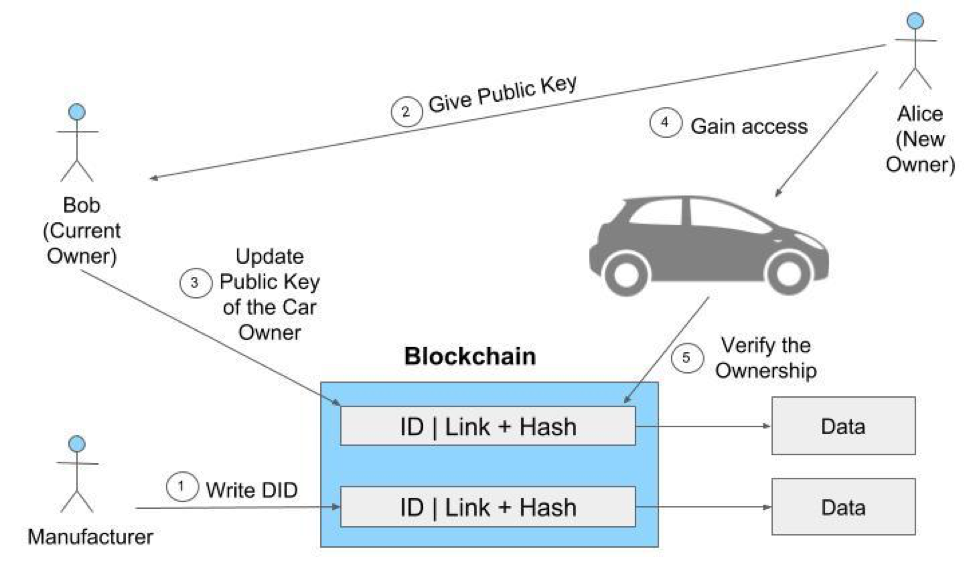 2 Give Public Key
4 Gain access
Alice
(New
Owner)
Bob
(Current
Owner)
3
Update
Public Key
of the Car
Owner
Blockchain
5
Verify the
Ownership
ID | Link + Hash
Data
Manufacturer
1 Write DID
ID | Link + Hash
Data